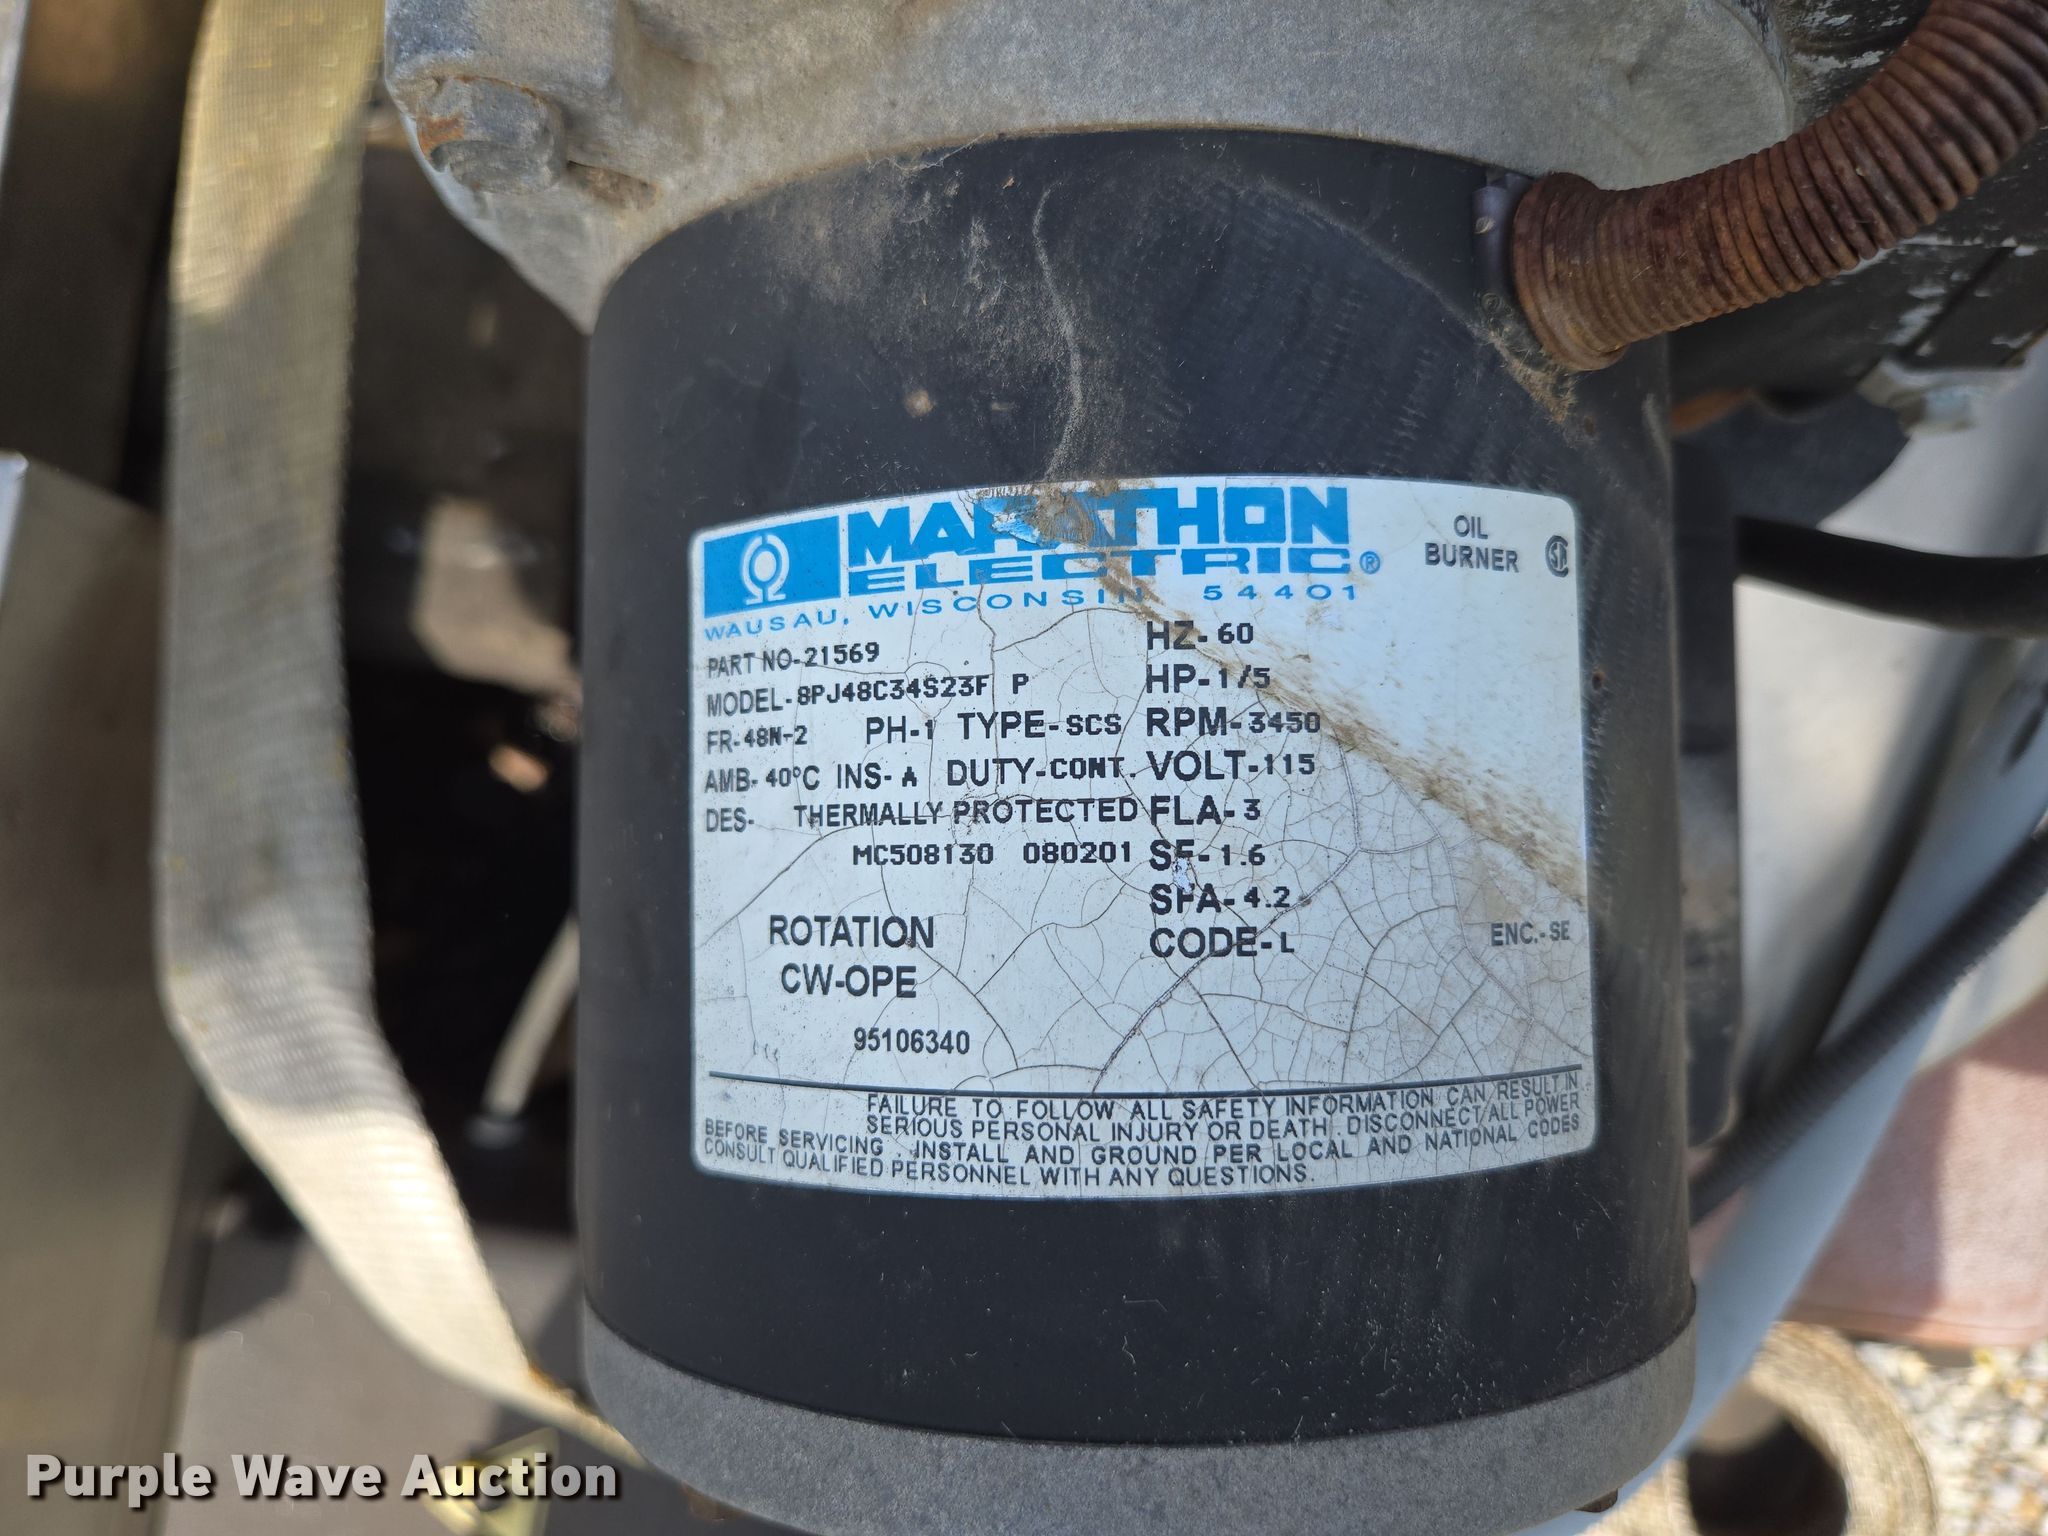 MARATHON
ELECTRIC®
WAUSAU, WISCONSIN 54401
OIL
BURNER
PART NO-21569
MODEL-8PJ48C34S23F P
FR-48N-2 PH-1 TYPE-SCS
AMB-40°C INS-A DUTY-CONT.
DES- THERMALLY PROTECTED
MC508130 080201
HZ-60
HP-1/5
RPM-3450
VOLT-115
FLA-3
SF-1.6
SFA-4.2
CODE-L
ENC.-SE
ROTATION
CW-OPE
95106340
FAILURE TO FOLLOW ALL SAFETY INFORMATION CAN RESULT IN
SERIOUS PERSONAL INJURY OR DEATH. DISCONNECT ALL POWER
BEFORE SERVICING. INSTALL AND GROUND PER LOCAL AND NATIONAL CODES
CONSULT QUALIFIED PERSONNEL WITH ANY QUESTIONS.
Purple Wave Auction